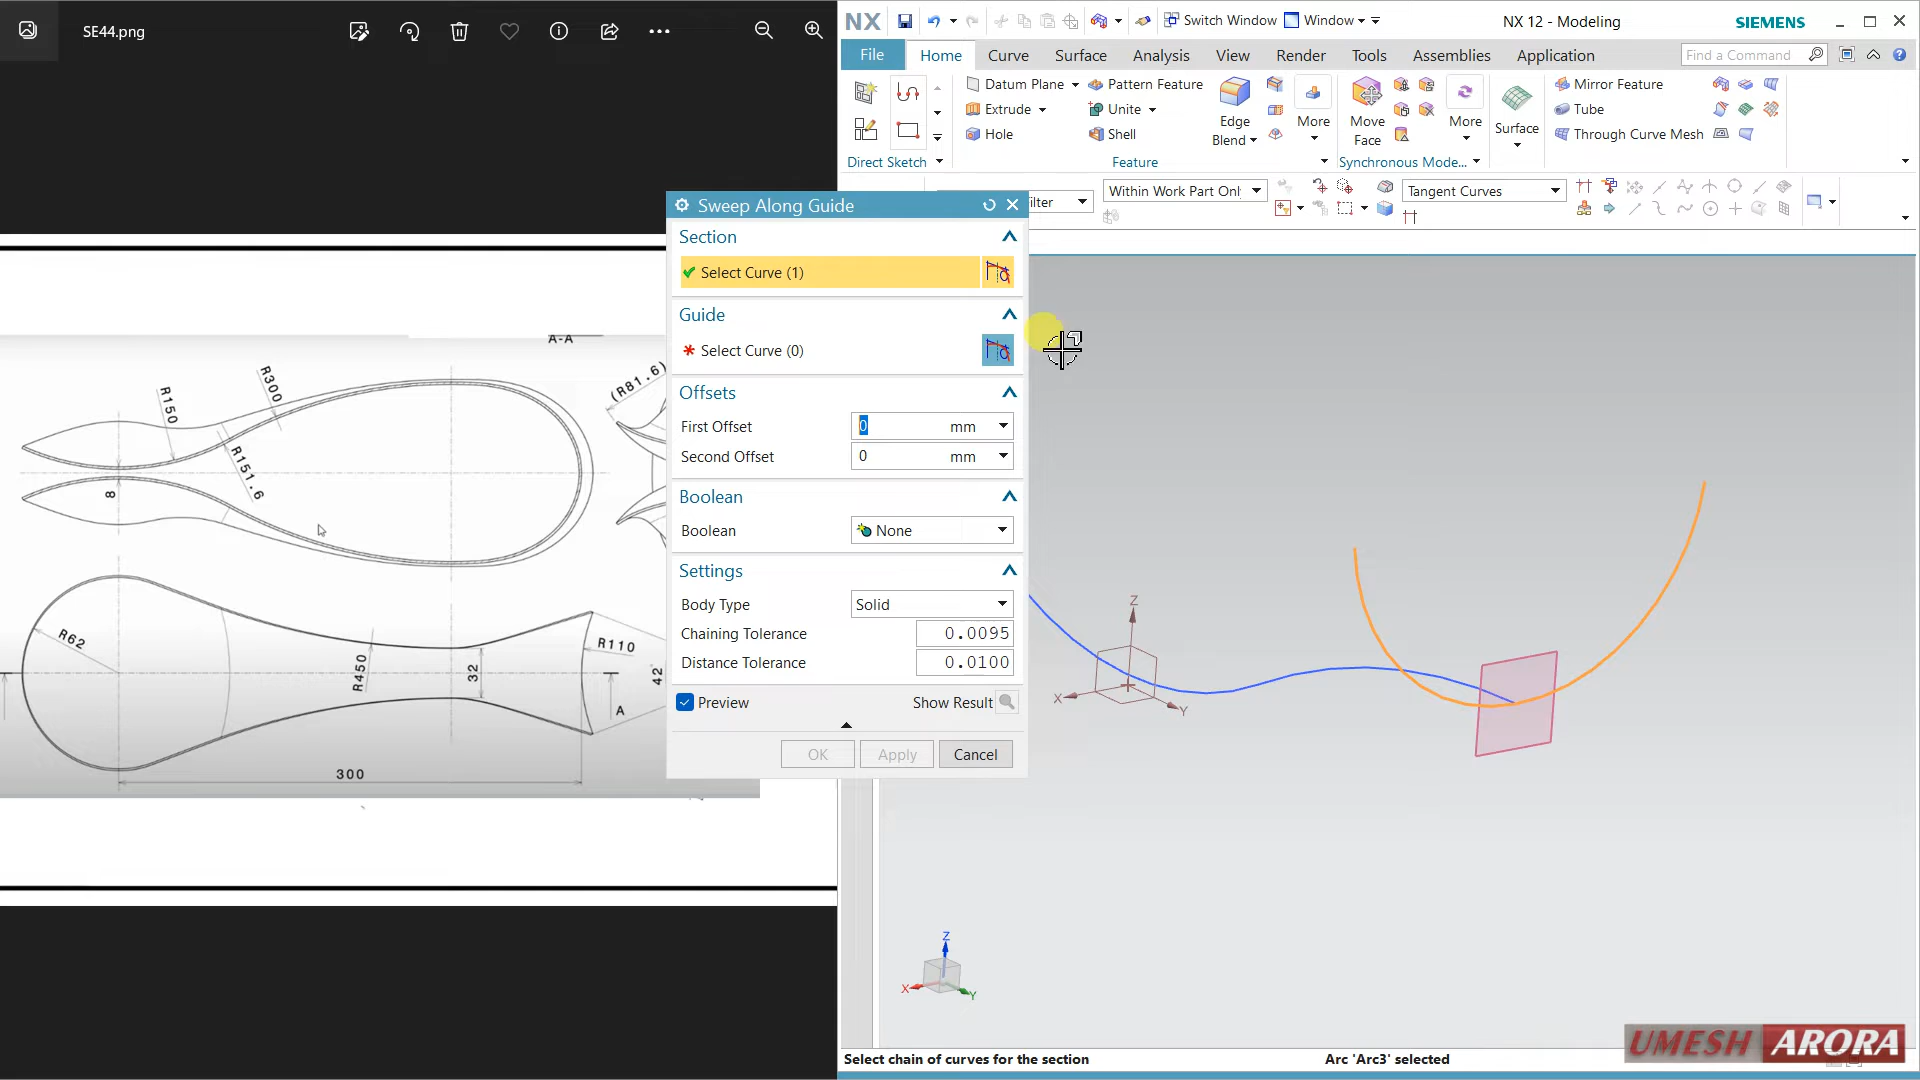 SE44.png
NX
Switch Window
Window
NX 12 - Modeling
SIEMENS
File
Home
Curve
Surface
Analysis
View
Render
Tools
Assemblies
Application
Find a Command
Datum Plane
Pattern Feature
Mirror Feature
Extrude
Unite
Tube
Hole
Shell
Through Curve Mesh
Edge
Blend
More
Move
Face
More
Surface
Direct Sketch
Feature
Synchronous Mode...
Within Work Part Onl
Tangent Curves
Sweep Along Guide
Section
Select Curve (1)
Guide
Select Curve (0)
Offsets
First Offset
0
mm
Second Offset
0
mm
Boolean
Boolean
None
Settings
Body Type
Solid
Chaining Tolerance
0.0095
Distance Tolerance
0.0100
Preview
Show Result
OK
Apply
Cancel
A-A
R150
R300
(R81.6)
R151.6
8
R62
R450
32
R110
42
A
300
Z
X
Y
Z
X
Y
Select chain of curves for the section
Arc 'Arc3' selected
UMESH ARORA